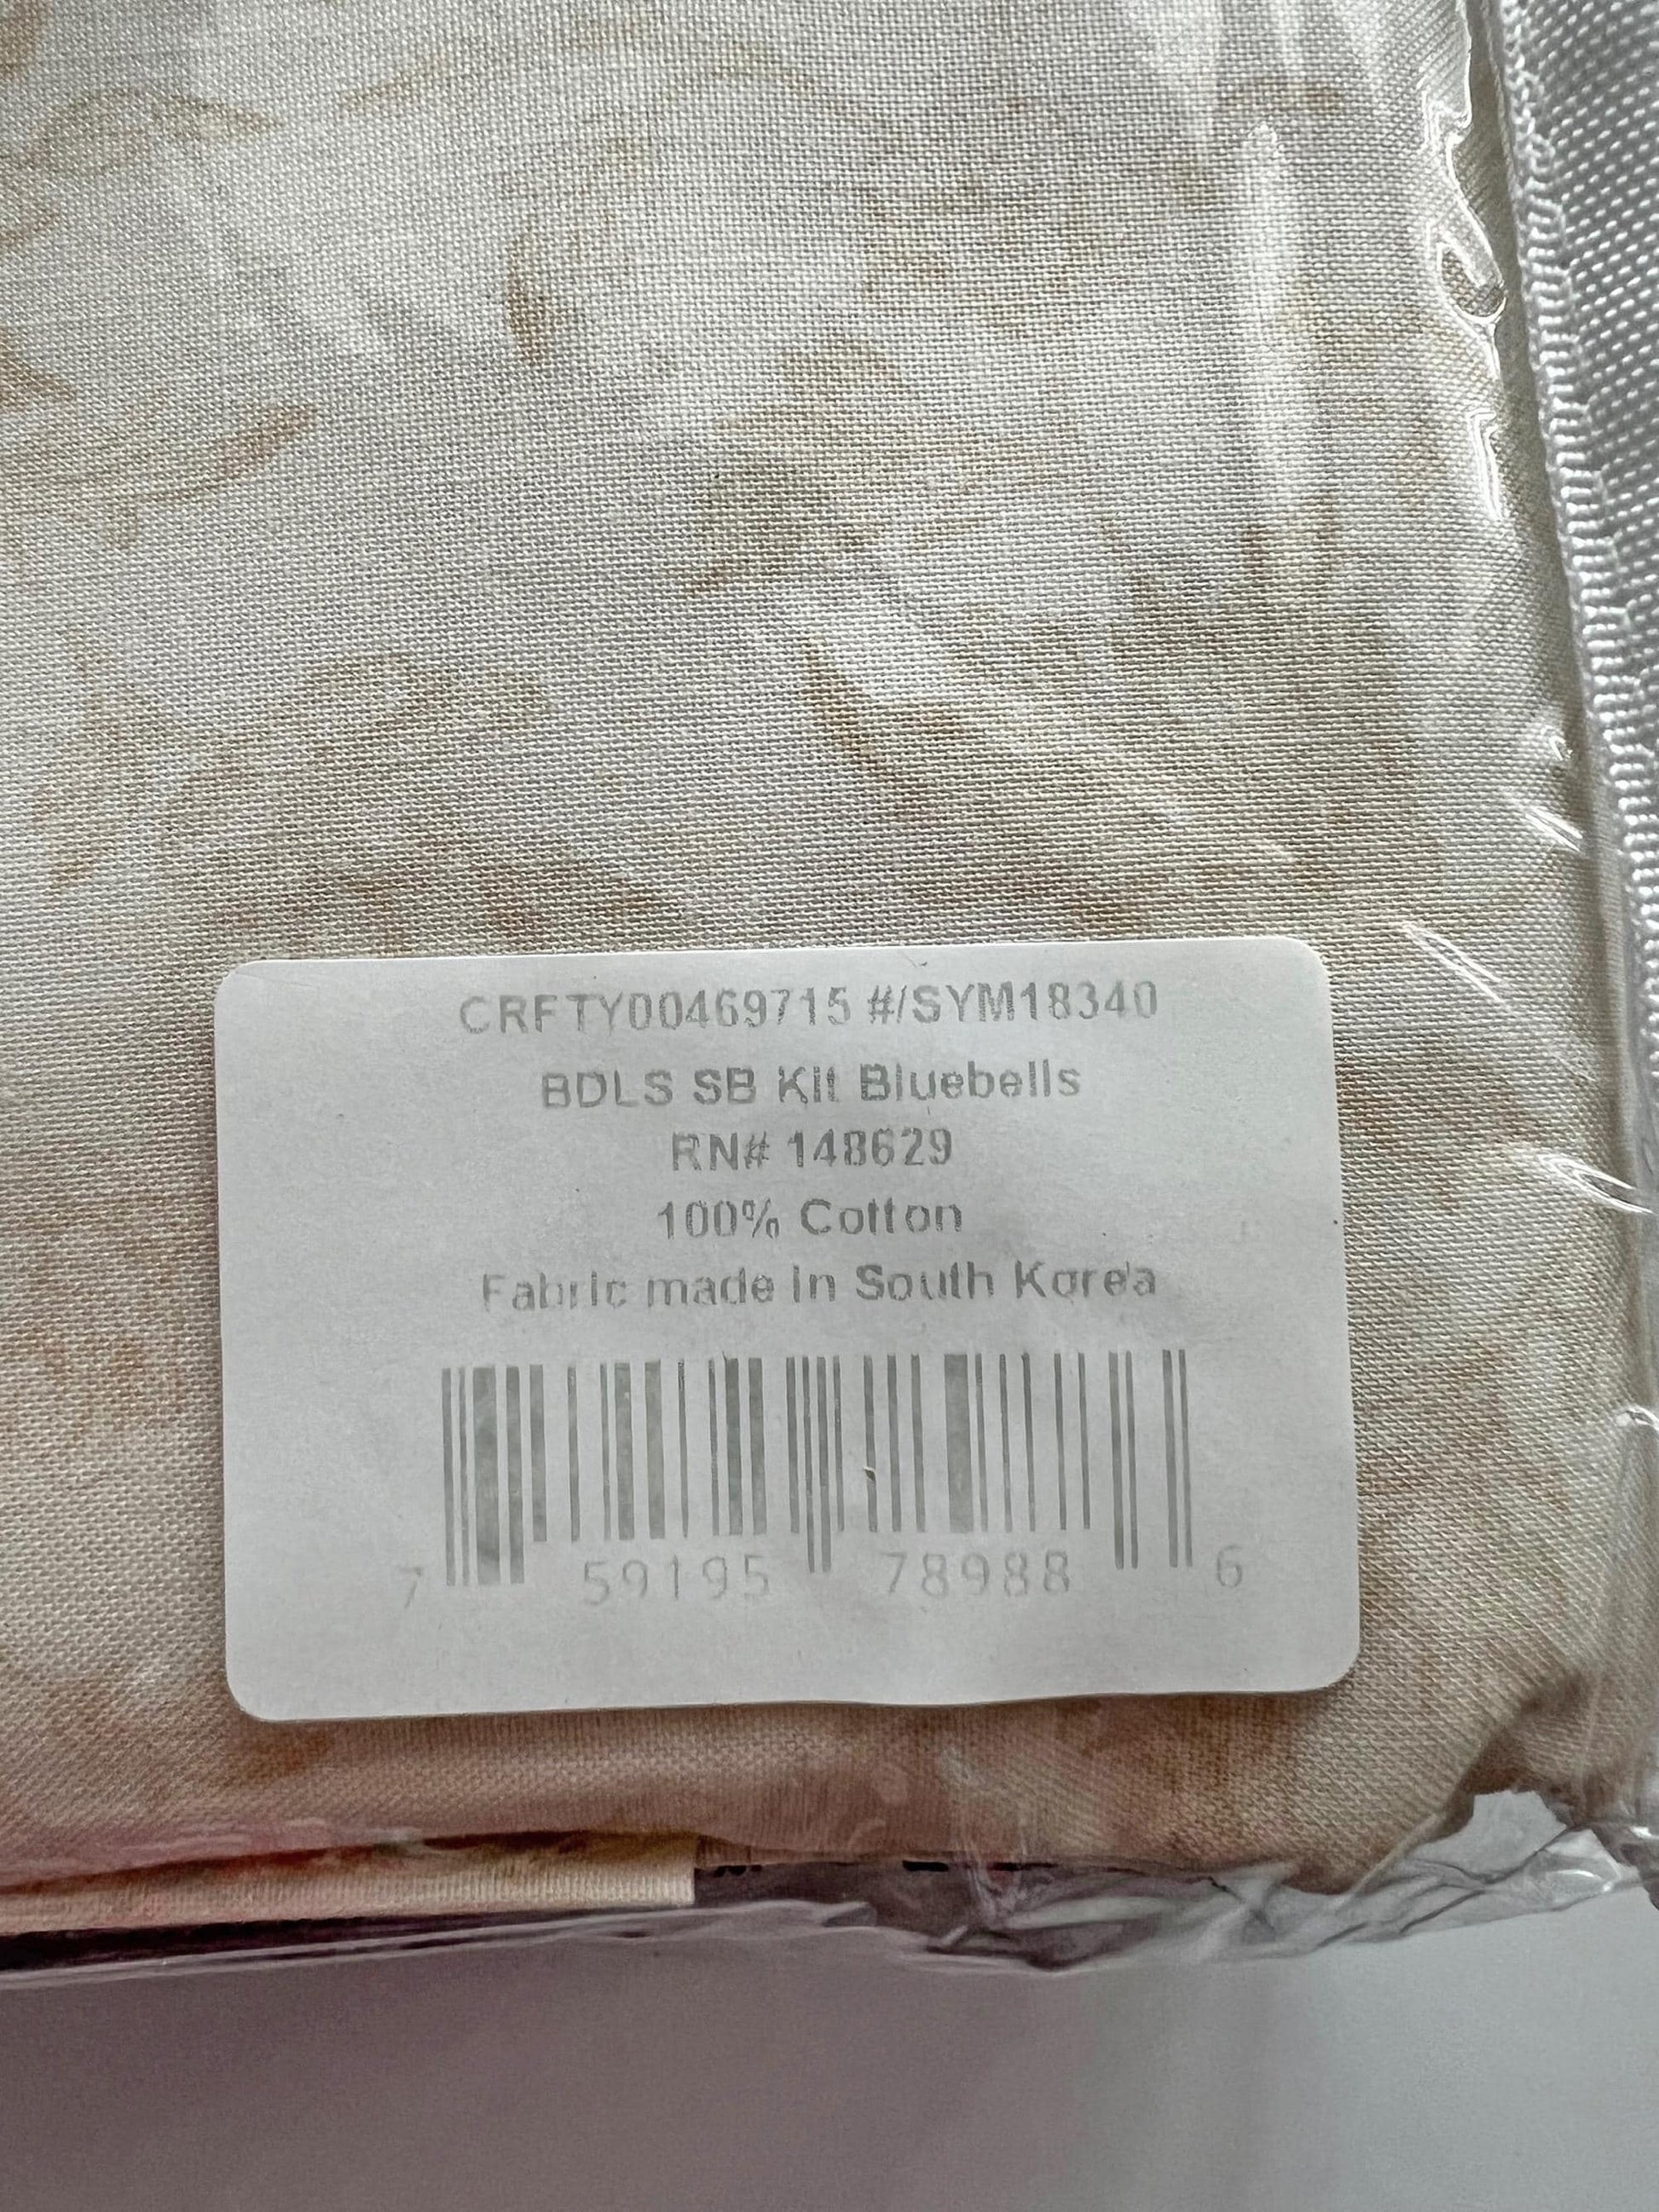 CRFTY00469715 #/SYM18340
BDLS SB Kit Bluebells
RN# 148629
100% Cotton
Fabric made in South Korea
7 59195 78988 6